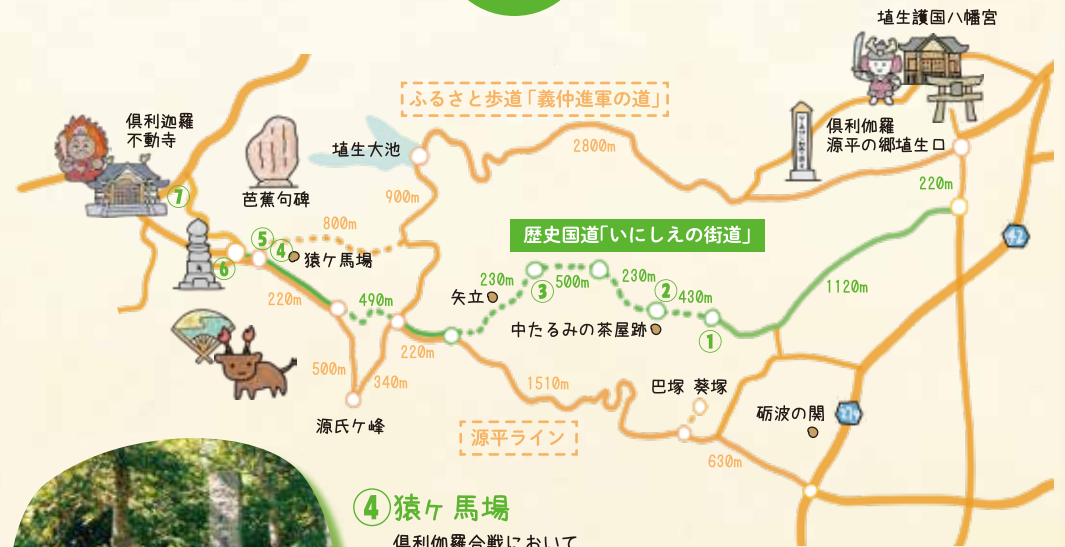 埴生護国八幡宮
ふるさと歩道「義仲進軍の道」
倶利迦羅
不動寺
芭蕉句碑
埴生大池
2800m
倶利伽羅
源平の郷埴生口
⑦
900m
220m
800m
歴史国道「いにしえの街道」
⑤
④
猿ケ馬場
⑥
42
230m
500m
230m
②
矢立
③
430m
1120m
220m
490m
中たるみの茶屋跡
①
220m
500m
340m
1510m
巴塚 葵塚
砺波の関
274
源氏ケ峰
源平ライン
630m
④猿ヶ馬場
倶利伽羅合戦において